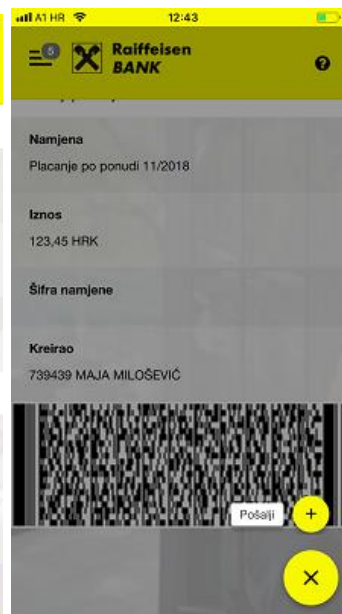 A1 HR 12:43
5
Raiffeisen
BANK
?
Namjena
Placanje po ponudi 11/2018
Iznos
123,45 HRK
Šifra namjene
Kreirao
739439 MAJA MILOŠEVIĆ
Pošalji +